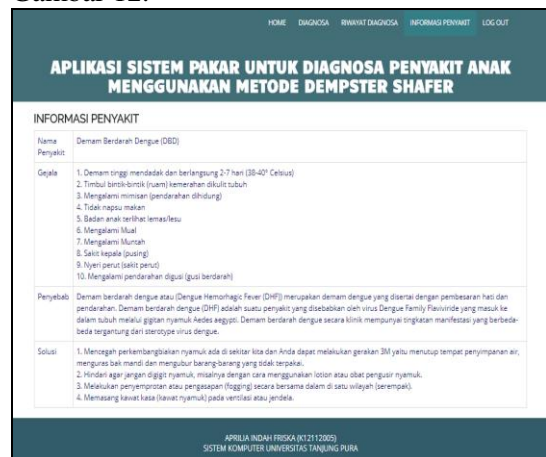 HOME DIAGNOSA RIWAYAT DIAGNOSA INFORMASI PENYAKIT LOG OUT
APLIKASI SISTEM PAKAR UNTUK DIAGNOSA PENYAKIT ANAK
MENGGUNAKAN METODE DEMPSTER SHAFER
INFORMASI PENYAKIT
Nama Penyakit
Demam Berdarah Dengue (DBD)
Gejala
1. Demam tinggi mendadak dan berlangsung 2-7 hari (38-40° Celsius)
2. Timbul bintik-bintik (ruam) kemerahan dikulit tubuh
3. Mengalami mimisan (pendarahan dihidung)
4. Tidak napsu makan
5. Badan anak terlihat lemas/lesu
6. Mengalami Mual
7. Mengalami Muntah
8. Sakit kepala (pusing)
9. Nyeri perut (sakit perut)
10. Mengalami pendarahan digusi (gusi berdarah)
Penyebab
Demam berdarah dengue atau (Dengue Hemorhagic Fever (DHF)) merupakan demam dengue yang disertai dengan pembesaran hati dan
pendarahan. Demam berdarah dengue (DHF) adalah suatu penyakit yang disebabkan oleh virus Dengue Family Flaviviride yang masuk ke
dalam tubuh melalui gigitan nyamuk Aedes aegypti. Demam berdarah dengue secara klinik mempunyai tingkatan manifestasi yang berbeda-
beda tergantung dari sterotype virus dengue.
Solusi
1. Mencegah perkembangbiakan nyamuk ada di sekitar kita dan Anda dapat melakukan gerakan 3M yaitu menutup tempat penyimpanan air,
menguras bak mandi dan mengubur barang-barang yang tidak terpakai.
2. Hindari agar jangan digigit nyamuk, misalnya dengan cara menggunakan lotion atau obat pengusir nyamuk.
3. Melakukan penyemprotan atau pengasapan (fogging) secara bersama dalam di satu wilayah (serempak).
4. Memasang kawat kasa (kawat nyamuk) pada ventilasi atau jendela.
APRILIA INDAH FRISKA (K12112005)
SISTEM KOMPUTER UNIVERSITAS TANJUNG PURA